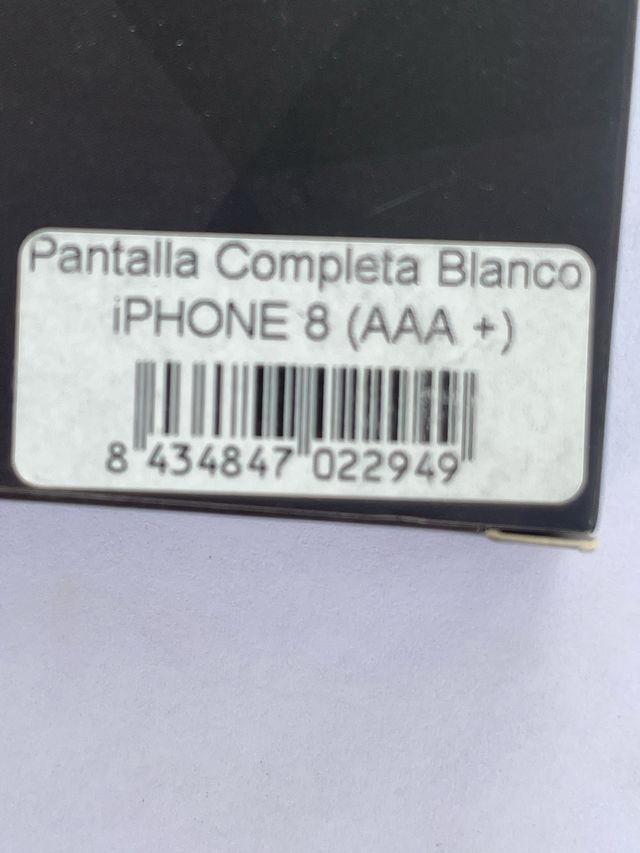 Pantalla Completa Blanco
iPHONE 8 (AAA +)
8 434847 022949